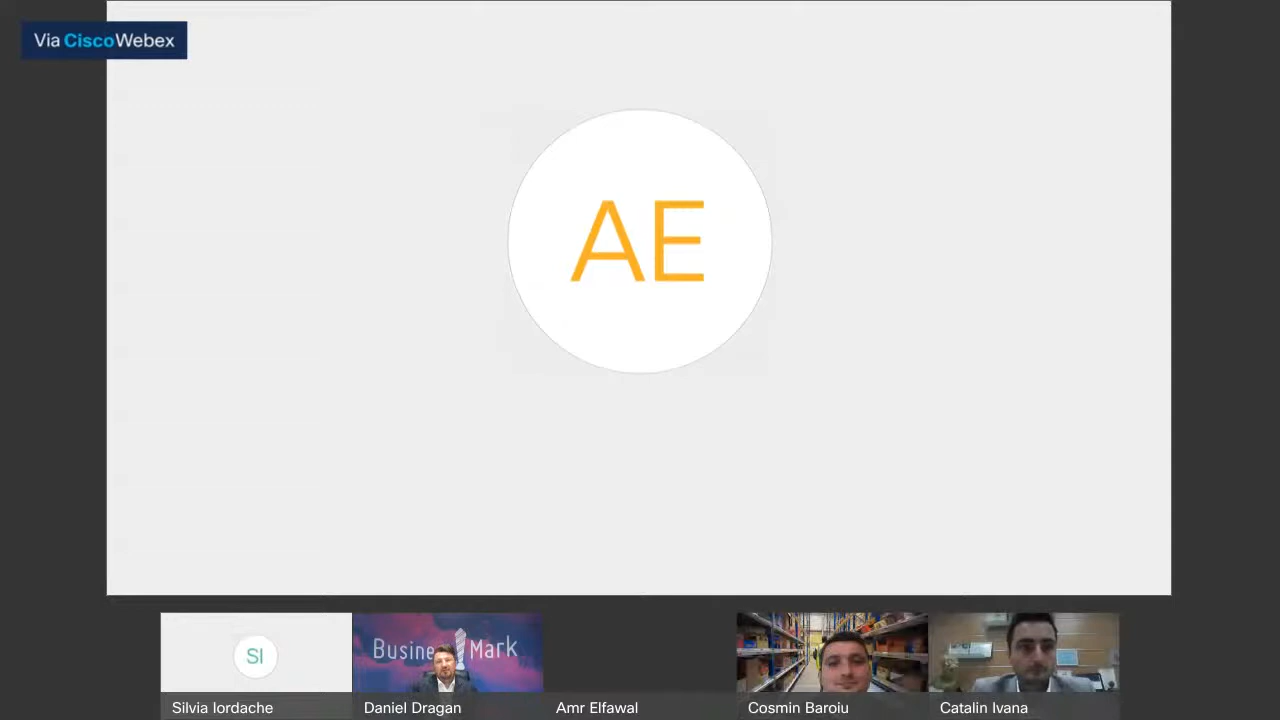 Via CiscoWebex
AE
SI
Busine Mark
Silvia Iordache
Daniel Dragan
Amr Elfawal
Cosmin Baroiu
Catalin Ivana